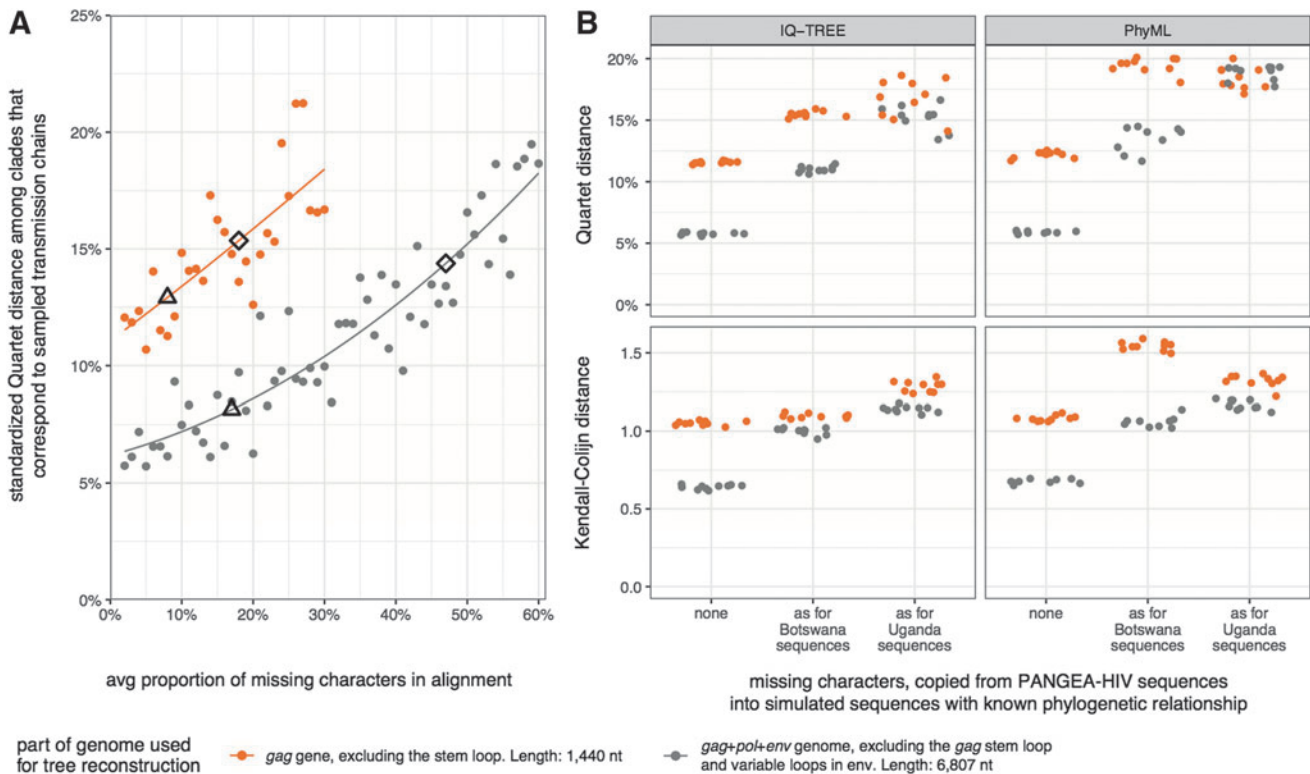 A
standardized Quartet distance among clades that
correspond to sampled transmission chains
25%
20%
15%
10%
5%
0%
0% 10% 20% 30% 40% 50% 60%
avg proportion of missing characters in alignment
B
IQ−TREE PhyML
Quartet distance
20%
15%
10%
5%
0%
Kendall-Colijn distance
1.5
1.0
0.5
0.0
none as for as for none as for as for
Botswana Uganda Botswana Uganda
sequences sequences sequences sequences
missing characters, copied from PANGEA-HIV sequences
into simulated sequences with known phylogenetic relationship
part of genome used
for tree reconstruction
gag gene, excluding the stem loop. Length: 1,440 nt
gag+pol+env genome, excluding the gag stem loop
and variable loops in env. Length: 6,807 nt